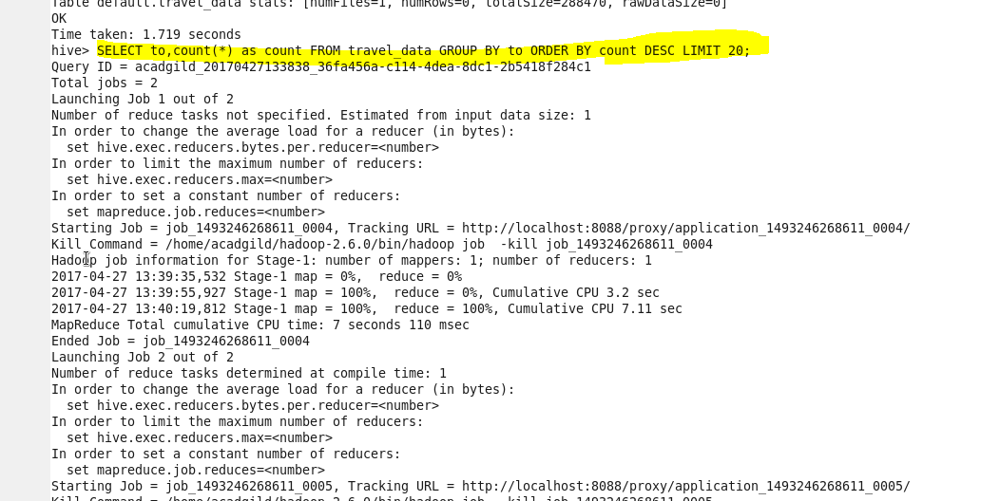 Table default.travel_data stats: [numFiles=1, numRows=0, totalSize=288470, rawDataSize=0]
OK
Time taken: 1.719 seconds
hive> SELECT to,count(*) as count FROM travel_data GROUP BY to ORDER BY count DESC LIMIT 20;
Query ID = acadgild_20170427133838_36fa456a-c114-4dea-8dc1-2b5418f284c1
Total jobs = 2
Launching Job 1 out of 2
Number of reduce tasks not specified. Estimated from input data size: 1
In order to change the average load for a reducer (in bytes):
  set hive.exec.reducers.bytes.per.reducer=<number>
In order to limit the maximum number of reducers:
  set hive.exec.reducers.max=<number>
In order to set a constant number of reducers:
  set mapreduce.job.reduces=<number>
Starting Job = job_1493246268611_0004, Tracking URL = http://localhost:8088/proxy/application_1493246268611_0004/
Kill Command = /home/acadgild/hadoop-2.6.0/bin/hadoop job  -kill job_1493246268611_0004
Hadoop job information for Stage-1: number of mappers: 1; number of reducers: 1
2017-04-27 13:39:35,532 Stage-1 map = 0%,  reduce = 0%
2017-04-27 13:39:55,927 Stage-1 map = 100%,  reduce = 0%, Cumulative CPU 3.2 sec
2017-04-27 13:40:19,812 Stage-1 map = 100%,  reduce = 100%, Cumulative CPU 7.11 sec
MapReduce Total cumulative CPU time: 7 seconds 110 msec
Ended Job = job_1493246268611_0004
Launching Job 2 out of 2
Number of reduce tasks determined at compile time: 1
In order to change the average load for a reducer (in bytes):
  set hive.exec.reducers.bytes.per.reducer=<number>
In order to limit the maximum number of reducers:
  set hive.exec.reducers.max=<number>
In order to set a constant number of reducers:
  set mapreduce.job.reduces=<number>
Starting Job = job_1493246268611_0005, Tracking URL = http://localhost:8088/proxy/application_1493246268611_0005/
Kill Command = /home/acadgild/hadoop-2.6.0/bin/hadoop job  -kill job_1493246268611_0005